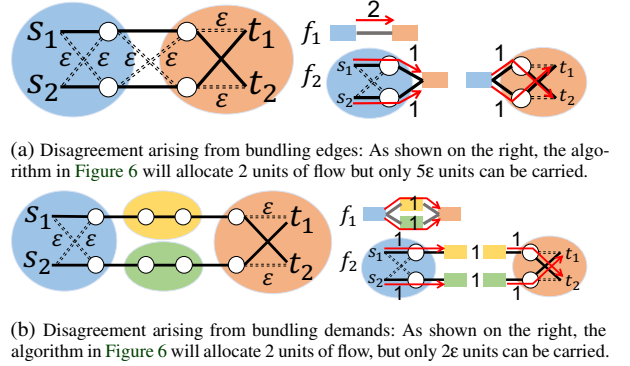 s1 ε ε ε ε ε t1
s2 t2
f1 2
f2 s1 1 1 t1
s2 1 1 t2
(a) Disagreement arising from bundling edges: As shown on the right, the algo-
rithm in Figure 6 will allocate 2 units of flow but only 5ε units can be carried.
s1 ε ε ε t1
s2 ε t2
f1 1
1
f2 s1 1 1 1 t1
s2 1 1 1 t2
(b) Disagreement arising from bundling demands: As shown on the right, the
algorithm in Figure 6 will allocate 2 units of flow, but only 2ε units can be carried.